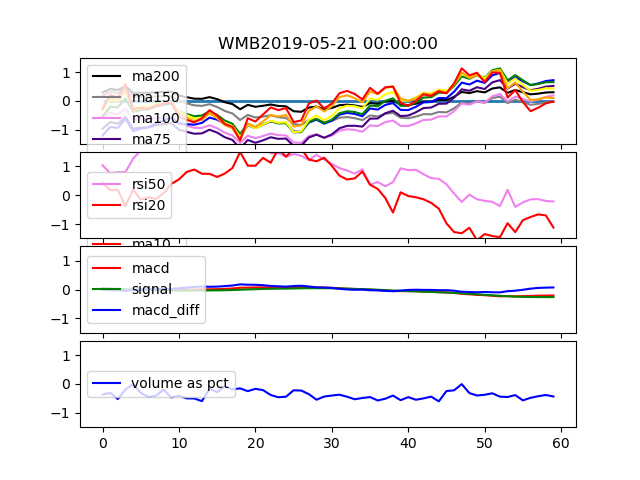 WMB2019-05-21 00:00:00
1
0
−1
ma200
ma150
ma100
ma75
1
0
−1
rsi50
rsi20
ma10
1
0
−1
macd
signal
macd_diff
1
0
−1
volume as pct
0 10 20 30 40 50 60